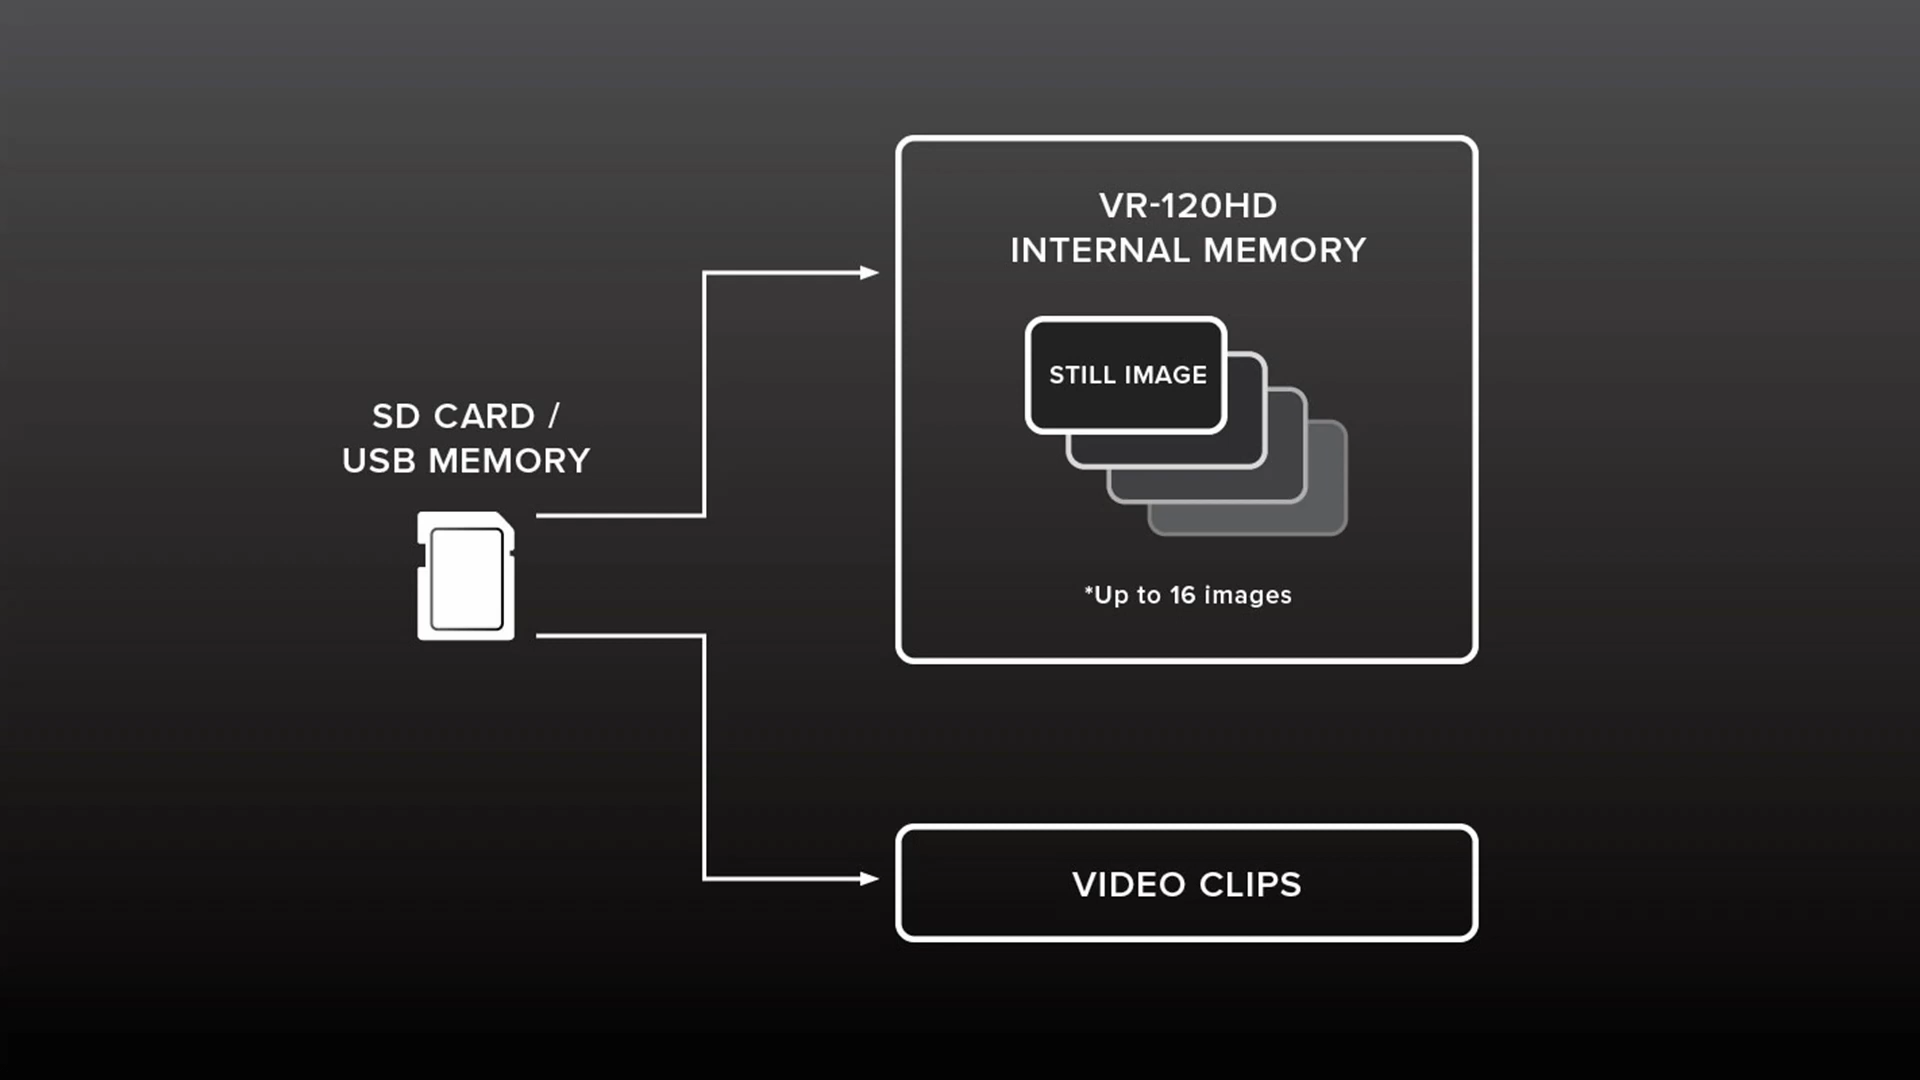 SD CARD /
USB MEMORY
VR-120HD
INTERNAL MEMORY
STILL IMAGE
*Up to 16 images
VIDEO CLIPS